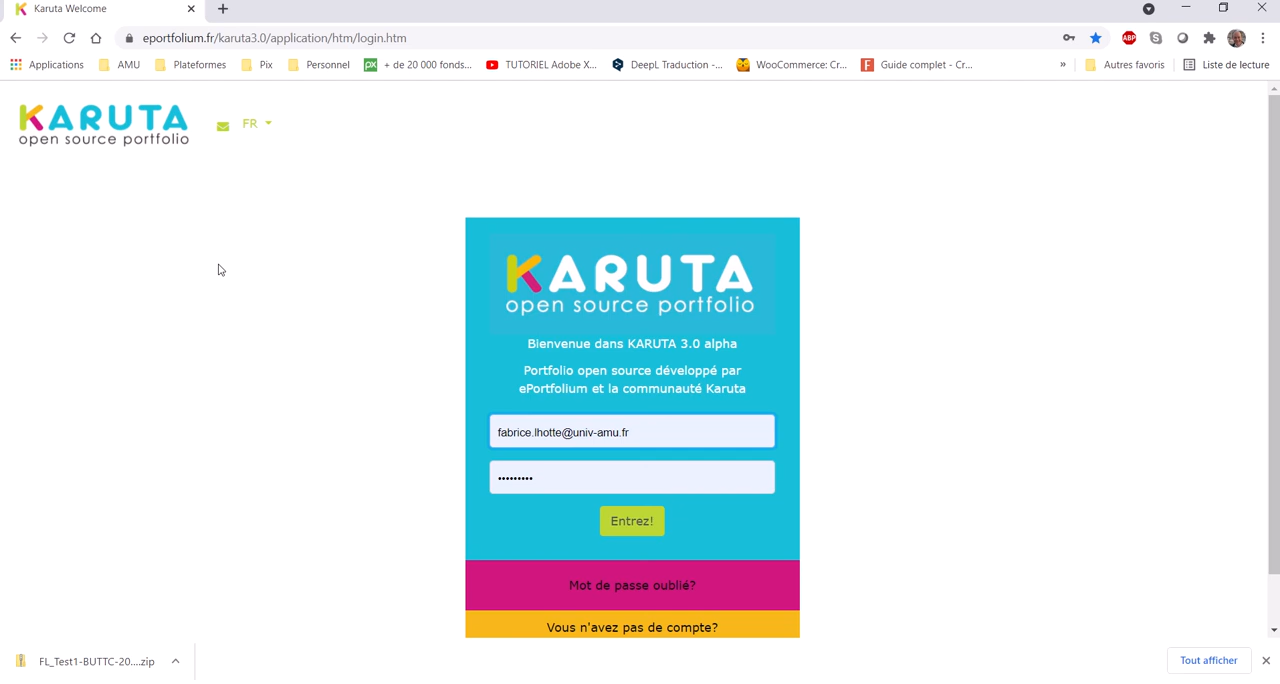 Karuta Welcome
eportfolium.fr/karuta3.0/application/htm/login.htm
ABP
Applications AMU Plateformes Pix Personnel px + de 20 000 fonds... TUTORIEL Adobe X... DeepL Traduction -... WooCommerce: Cr... F Guide complet - Cr... » Autres favoris Liste de lecture
KARUTA
open source portfolio
FR
KARUTA
open source portfolio
Bienvenue dans KARUTA 3.0 alpha
Portfolio open source développé par
ePortfolium et la communauté Karuta
fabrice.lhotte@univ-amu.fr
•••••••••
Entrez!
Mot de passe oublié?
Vous n'avez pas de compte?
FL_Test1-BUTTC-20....zip
Tout afficher